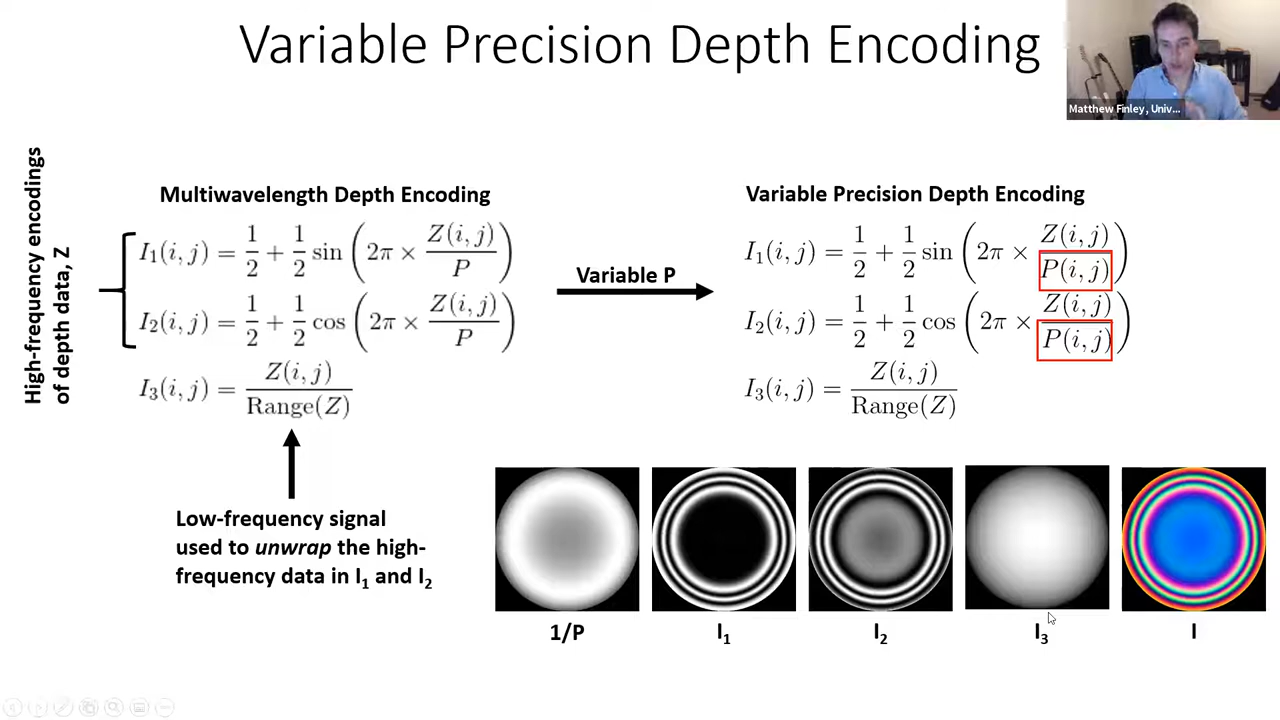 Variable Precision Depth Encoding
Matthew Finley, Univ...
High-frequency encodings
of depth data, Z
Multiwavelength Depth Encoding
I₁(i, j) = 1/2 + 1/2 sin (2π × Z(i, j)/P)
I₂(i, j) = 1/2 + 1/2 cos (2π × Z(i, j)/P)
I₃(i, j) = Z(i, j)/Range(Z)
Low-frequency signal
used to unwrap the high-
frequency data in I₁ and I₂
Variable P
Variable Precision Depth Encoding
I₁(i, j) = 1/2 + 1/2 sin (2π × Z(i, j)/P(i, j))
I₂(i, j) = 1/2 + 1/2 cos (2π × Z(i, j)/P(i, j))
I₃(i, j) = Z(i, j)/Range(Z)
1/P
I₁
I₂
I₃
I